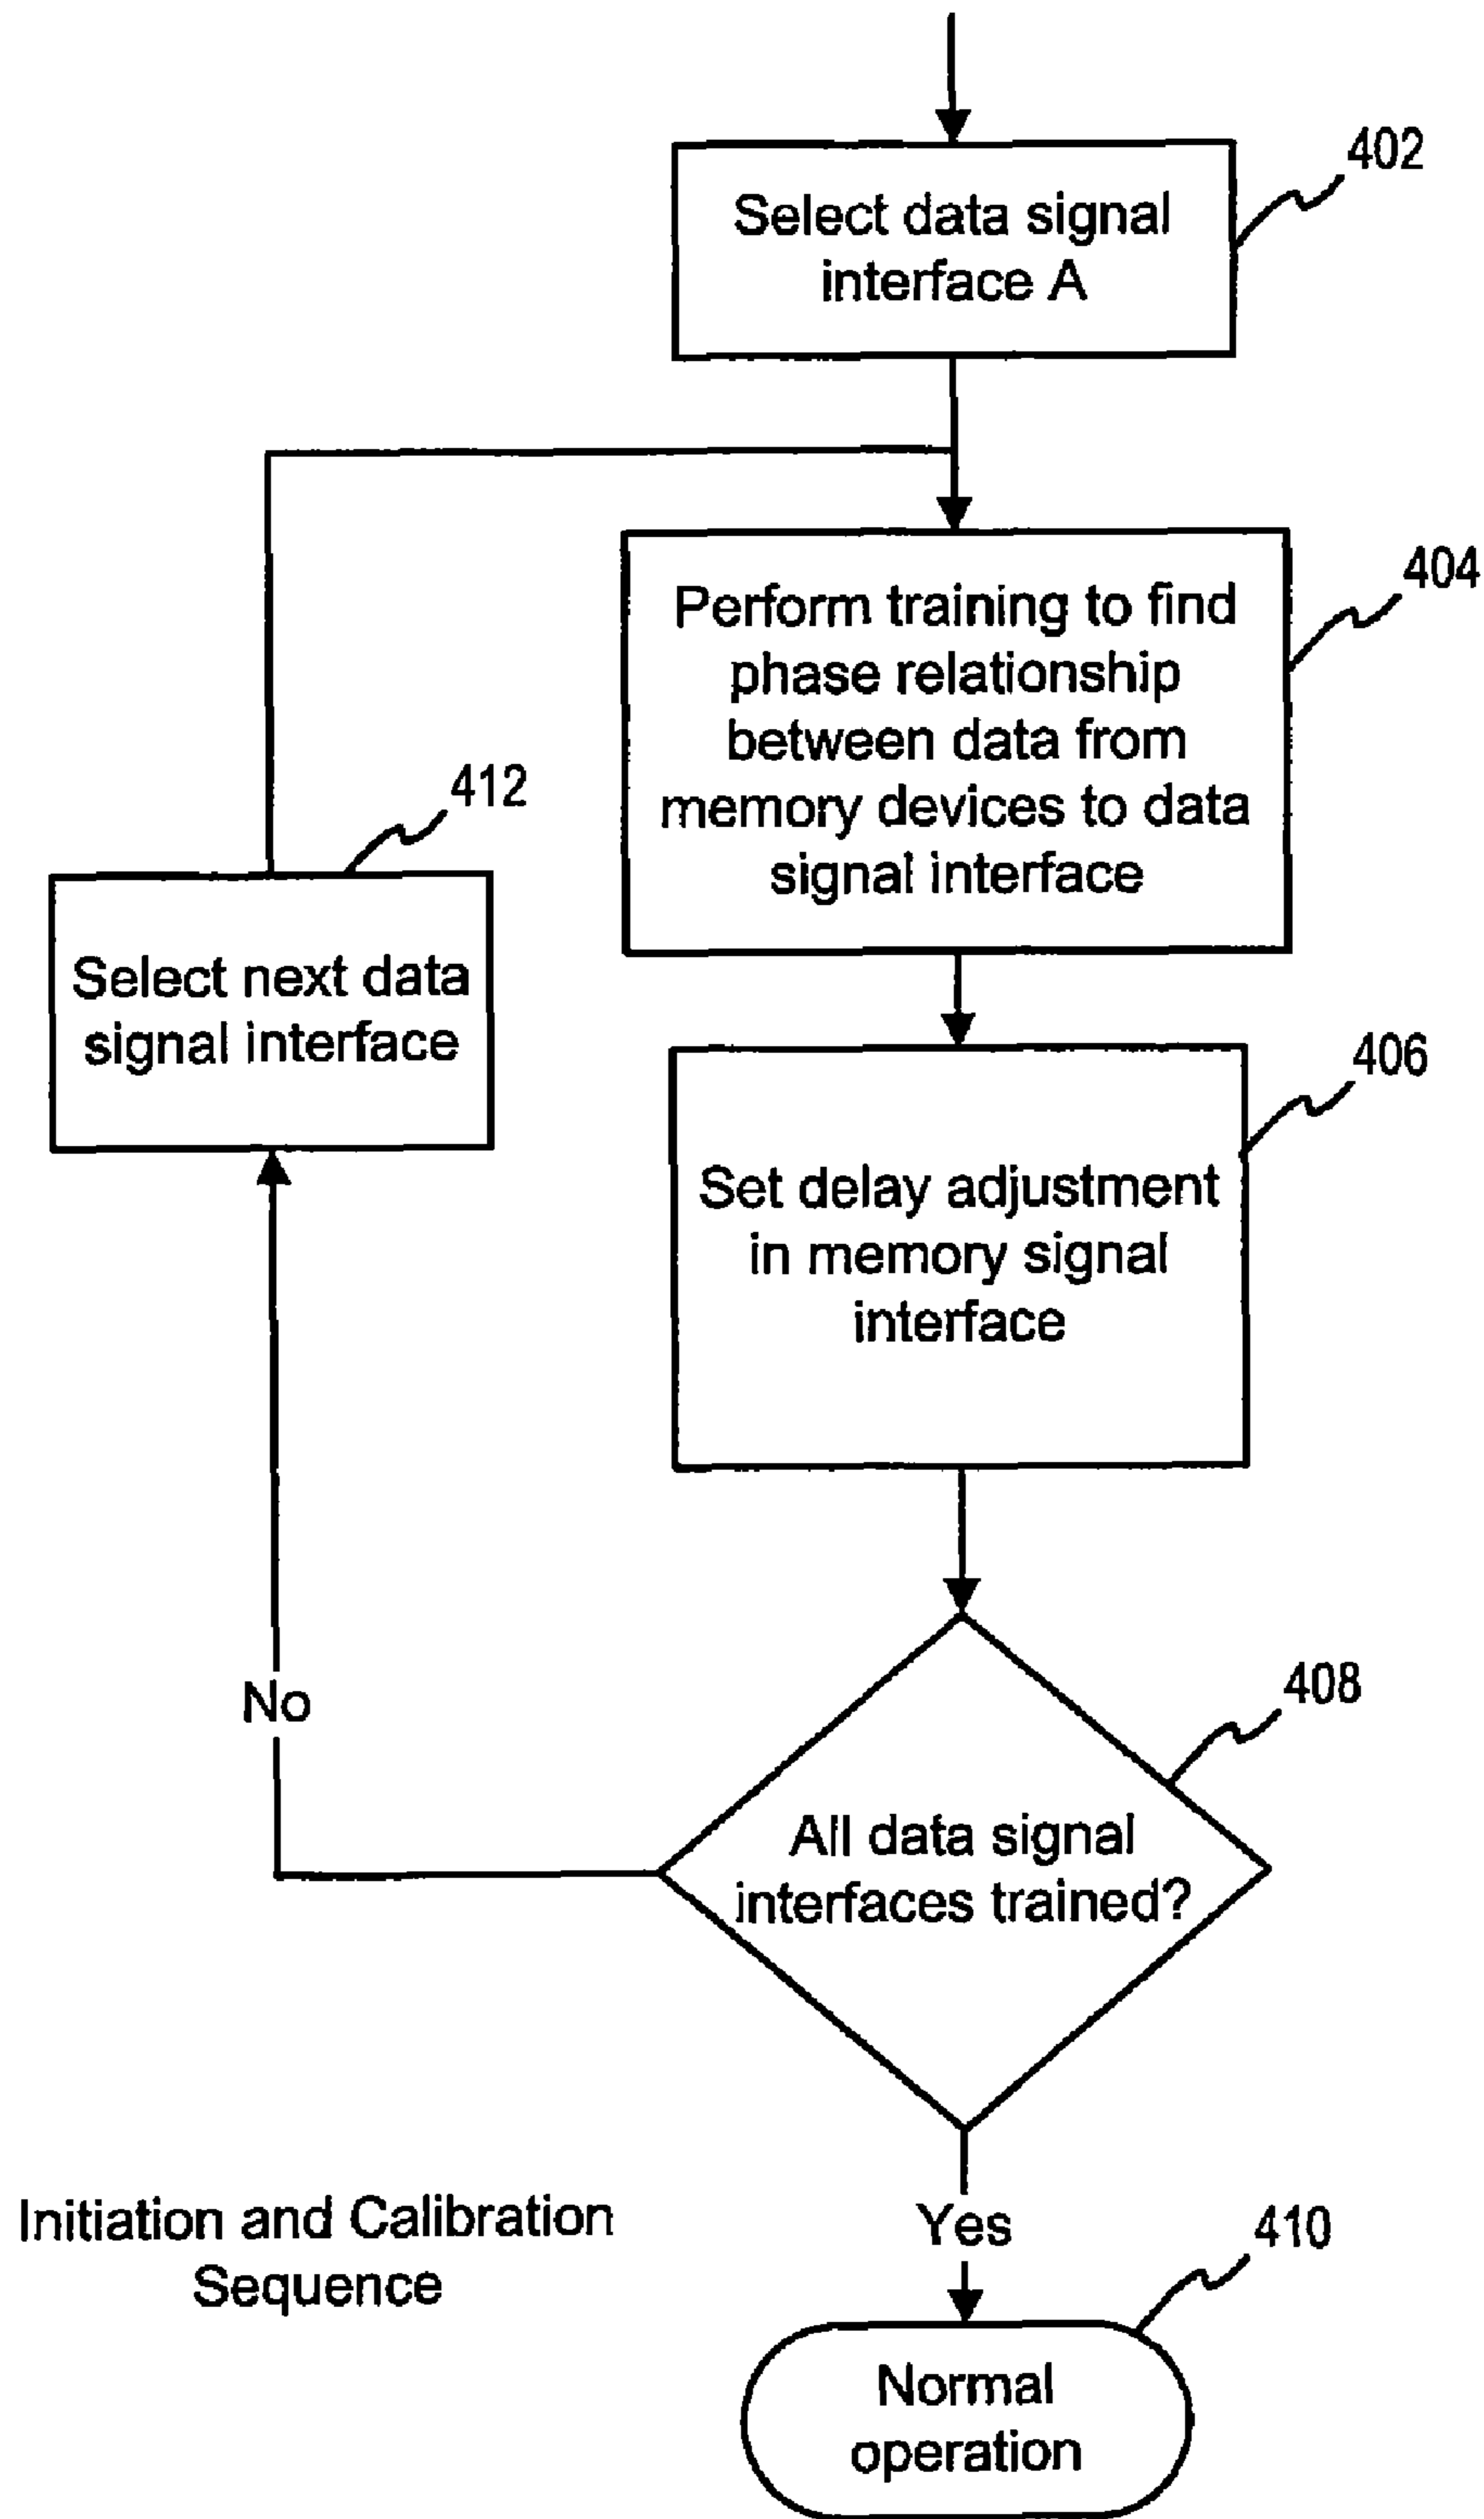 402
Select data signal
interface A
404
Perform training to find
phase relationship
between data from
memory devices to data
signal interface
412
Select next data
signal interface
406
Set delay adjustment
in memory signal
interface
No
408
All data signal
interfaces trained?
Initiation and Calibration
Sequence
Yes
410
Normal
operation